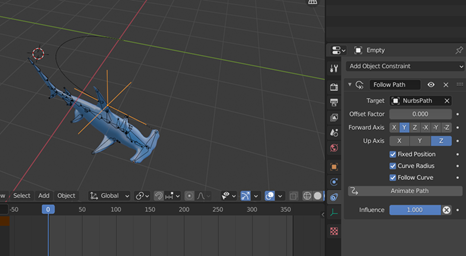 Empty
Add Object Constraint
Follow Path
Target NurbsPath
Offset Factor 0.000
Forward Axis X Y Z -X -Y -Z
Up Axis X Y Z
Fixed Position
Curve Radius
Follow Curve
Animate Path
Influence 1.000
Select Add Object Global
-50 0 50 100 150 200 250 300 350